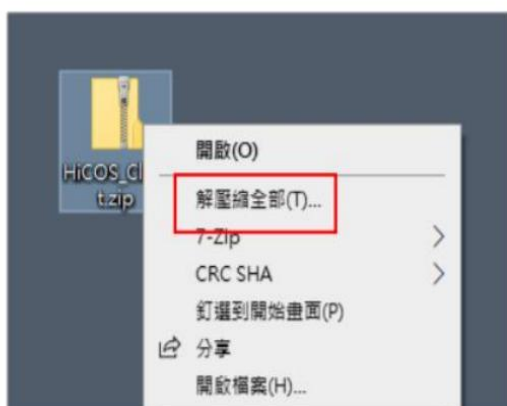 HiCOS_Cl
t.zip
開啟(O)
解壓縮全部(T)...
7-Zip
CRC SHA
釘選到開始畫面(P)
分享
開啟檔案(H)...